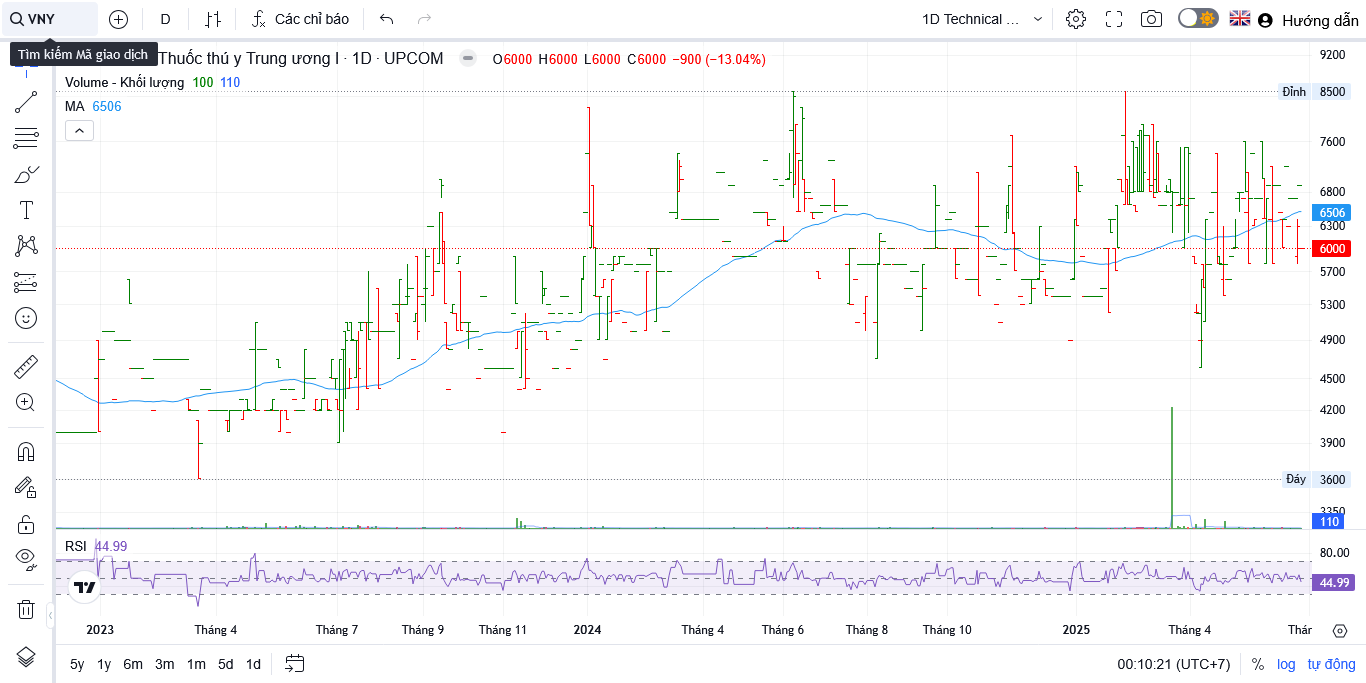 VNY
D
Các chỉ báo
1D Technical ...
Hướng dẫn
Tìm kiếm Mã giao dịch
Thuốc thú y Trung ương I · 1D · UPCOM
O6000 H6000 L6000 C6000 −900 (−13.04%)
Volume - Khối lượng 100 110
MA 6506
9200
Đỉnh 8500
7600
6800
6506
6300
6000
5700
5300
4900
4500
4200
3900
Đáy 3600
3250
110
RSI 44.99
80.00
44.99
2023 Tháng 4 Tháng 7 Tháng 9 Tháng 11 2024 Tháng 4 Tháng 6 Tháng 8 Tháng 10 2025 Tháng 4 Thár
5y 1y 6m 3m 1m 5d 1d
00:10:21 (UTC+7) % log tự động